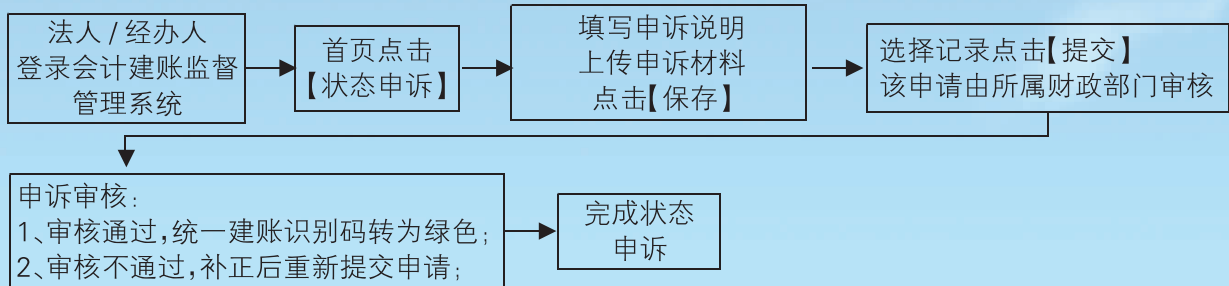 法人/经办人
登录会计建账监督
管理系统
首页点击
【状态申诉】
填写申诉说明
上传申诉材料
点击【保存】
选择记录点击【提交】
该申请由所属财政部门审核
申诉审核：
1、审核通过，统一建账识别码转为绿色；
2、审核不通过，补正后重新提交申请；
完成状态
申诉